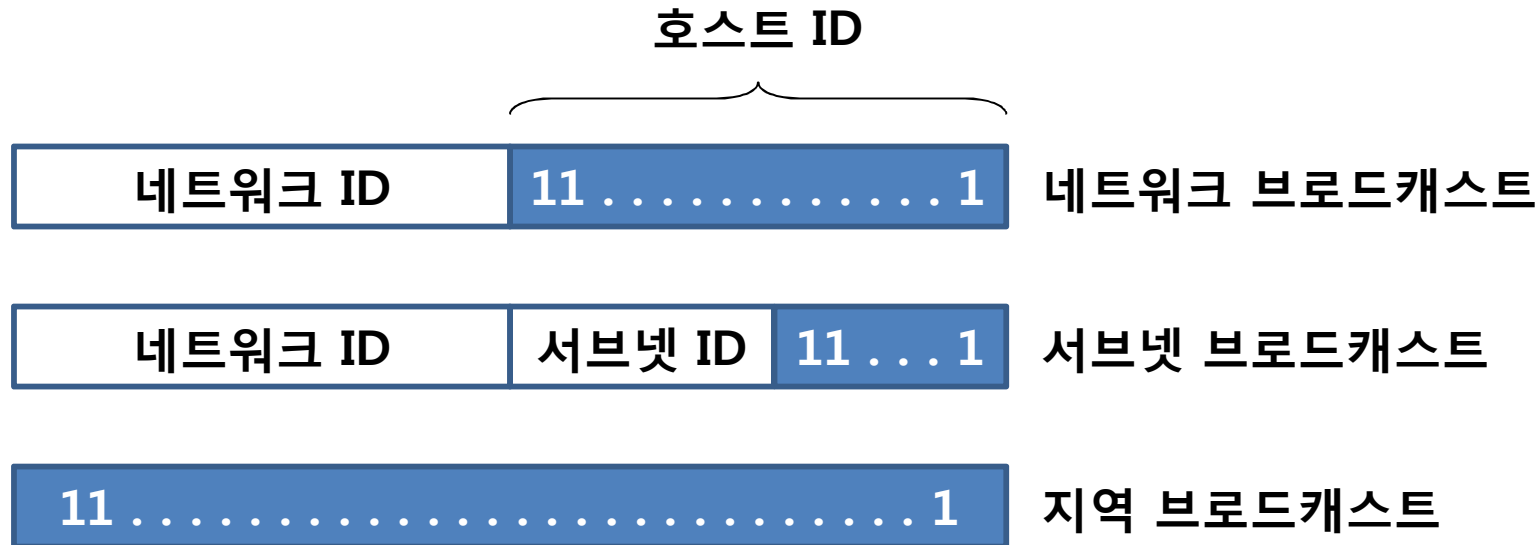 호스트 ID
네트워크 ID 11 . . . . . . . . . . . . 1 네트워크 브로드캐스트
네트워크 ID 서브넷 ID 11 . . . 1 서브넷 브로드캐스트
11 . . . . . . . . . . . . . . . . . . . . . . . . . . . 1 지역 브로드캐스트